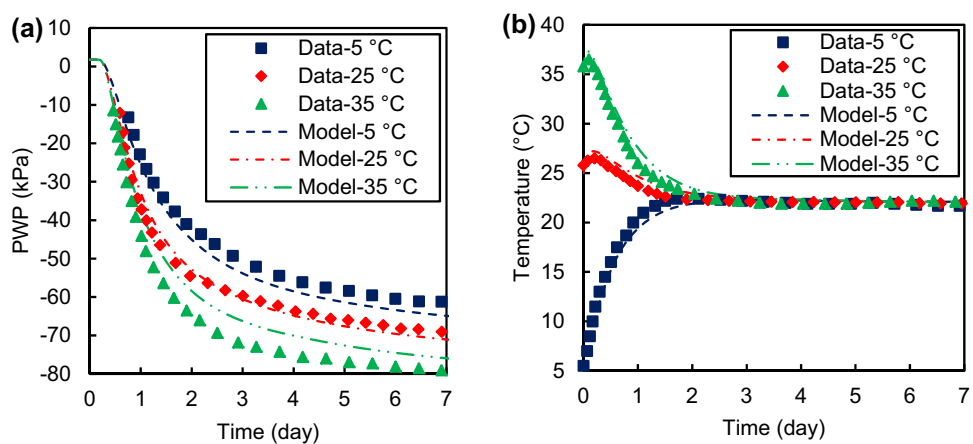 (a)
PWP (kPa)
10
0
-10
-20
-30
-40
-50
-60
-70
-80
0 1 2 3 4 5 6 7
Time (day)
Data-5 °C
Data-25 °C
Data-35 °C
Model-5 °C
Model-25 °C
Model-35 °C
(b)
Temperature (°C)
40
35
30
25
20
15
10
5
0 1 2 3 4 5 6 7
Time (day)
Data-5 °C
Data-25 °C
Data-35 °C
Model-5 °C
Model-25 °C
Model-35 °C